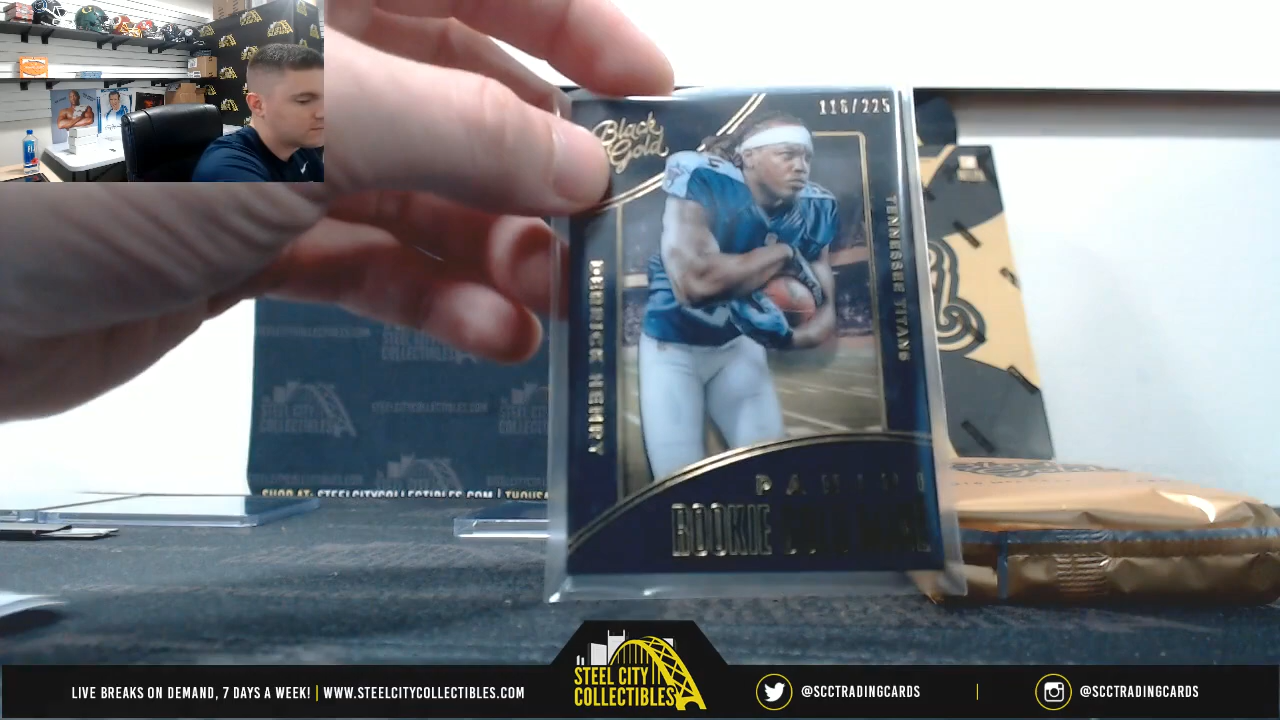 Black
Gold
116/225
TENNESSEE TITANS
DERRICK HENRY
PANINI
ROOKIE
STEEL CITY
COLLECTIBLES
SHOP AT: STEELCITYCOLLECTIBLES.COM
LIVE BREAKS ON DEMAND, 7 DAYS A WEEK! | WWW.STEELCITYCOLLECTIBLES.COM
STEEL CITY
COLLECTIBLES
@SCCTRADINGCARDS
|
@SCCTRADINGCARDS